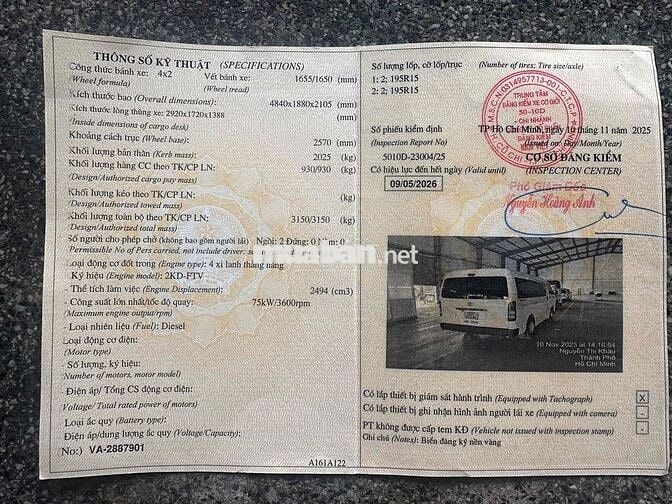 THÔNG SỐ KỸ THUẬT (SPECIFICATIONS)
Công thức bánh xe: 4x2 Vết bánh xe: 1655/1650 (mm)
(Wheel formula) (Wheel tread)
Kích thước bao (Overall dimensions): 4840x1880x2105 (mm)
Kích thước lòng thùng xe: 2920x1720x1388 (mm)
(Inside dimensions of cargo desk)
Khoảng cách trục (Wheel base): 2570 (mm)
Khối lượng bản thân (Kerb mass): 2025 (kg)
Khối lượng hàng CC theo TK/CP LN: 930/930 (kg)
(Design/Authorized cargo pay mass)
Khối lượng kéo theo TK/CP LN: (kg)
(Design/Authorized towed mass)
Khối lượng toàn bộ theo TK/CP LN: 3150/3150 (kg)
(Design/Authorized total mass)
Số người cho phép chở (không bao gồm người lái) Ngồi: 2 Đứng: 0 Nằm: 0
(Permissible No of Pers carried, not include driver:
Loại động cơ đốt trong (Engine type): 4 xi lanh thẳng hàng
Ký hiệu (Engine model): 2KD-FTV
Thể tích làm việc (Engine Displacement): 2494 (cm3)
Công suất lớn nhất/tốc độ quay: 75kW/3600rpm
(Maximum engine output/rpm)
- Loại nhiên liệu (Fuel): Diesel
Loại động cơ điện:
(Motor type)
- Số lượng, ký hiệu:
(Number of motors, motor model)
- Điện áp/ Tổng CS động cơ điện:
Voltage/ Total rated power of motors)
Loại ắc quy (Battery type):
Điện áp/dung lượng ắc quy (Voltage/Capacity):
No:) VA-2887901
A161A122
Số lượng lốp, cỡ lốp/trục (Number of tires; Tire size/axle)
1: 2; 195R15
2: 2; 195R15
M.S.C.N:0314957713-001-C.T.C.P
TRUNG TÂM
ĐĂNG KIỂM XE CƠ GIỚI
50-10D
- CHI NHÁNH
ĐĂNG KIỂM
Số phiếu kiểm định TP Hồ Chí Minh, ngày 10 tháng 11 năm 2025
(Inspection Report No) (Issued on: Day/Month/Year)
5010D-23004/25 CƠ SỞ ĐĂNG KIỂM
Có hiệu lực đến hết ngày (Valid until) (INSPECTION CENTER)
09/05/2026
Phó Giám Đốc
Nguyễn Hoàng Anh
muaban.net
10 Nov 2025 at 14:16:54
Nguyễn Thị Khâu
Thành Phố
Hồ Chí Minh
Có lắp thiết bị giám sát hành trình (Equipped with Tachograph) X
Có lắp thiết bị ghi nhận hình ảnh người lái xe (Equipped with camera) -
PT không được cấp tem KĐ (Vehicle not issued with inspection stamp) -
Ghi chú (Notes): Biển đăng ký nền vàng